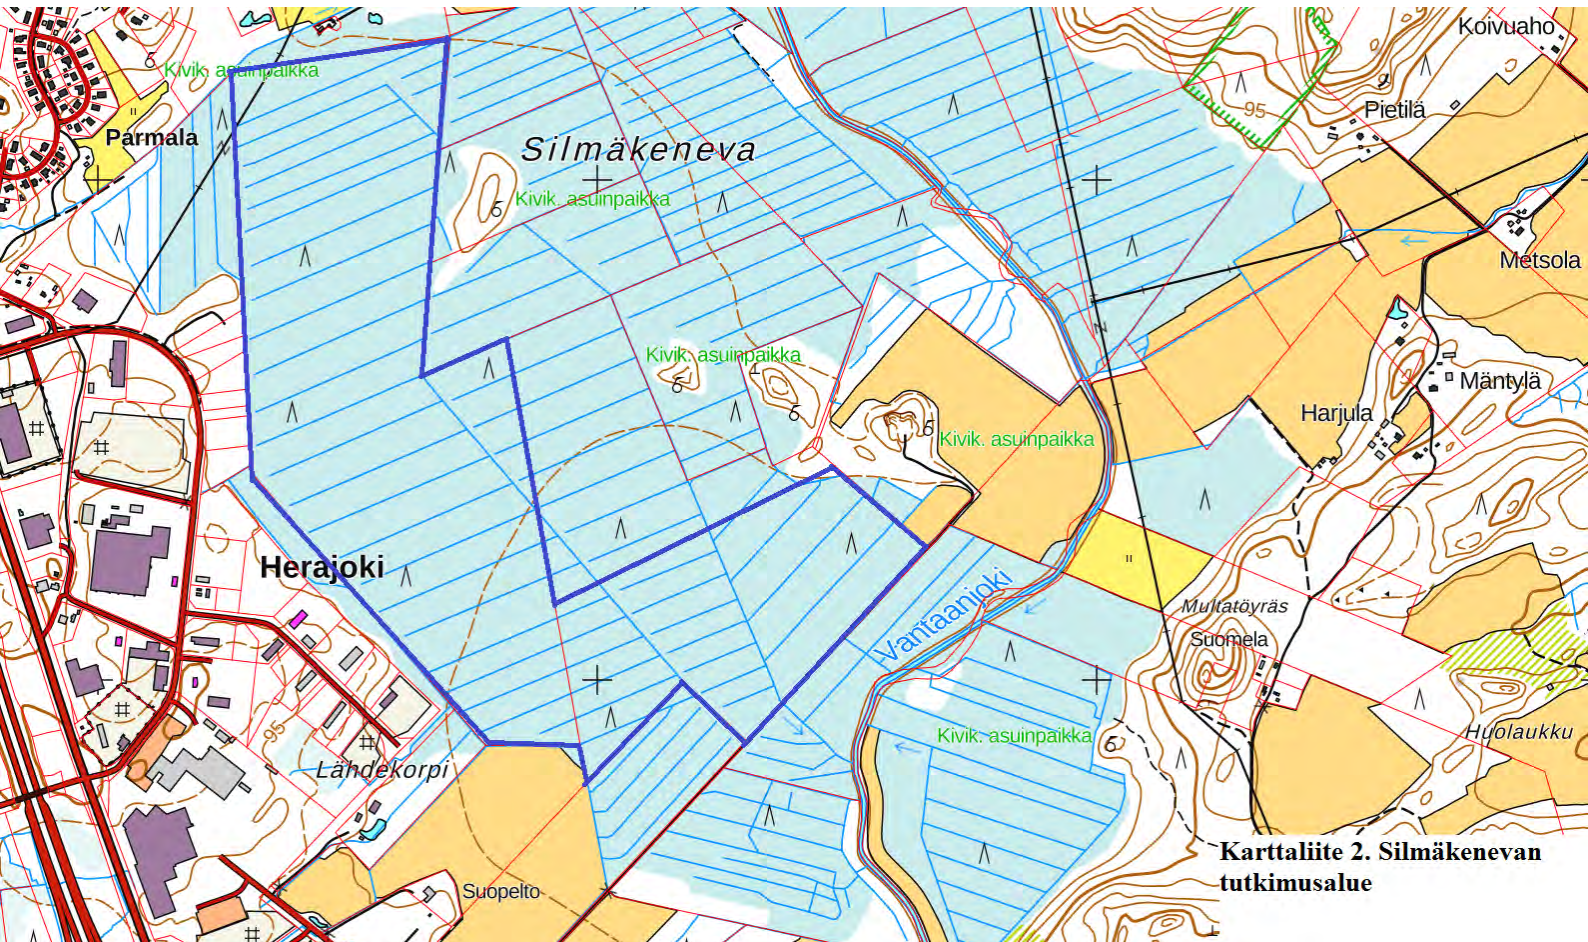 Koivuaho
Kivik. asuinpaikka
95
Pietilä
Parmala
Silmäkeneva
Kivik. asuinpaikka
Metsola
Kivik. asuinpaikka
Mäntylä
Harjula
Kivik. asuinpaikka
Herajoki
Vantaanjoki
Multatöyräs
Suomela
95
Kivik. asuinpaikka
Huolaukku
Lähdekorpi
Karttaliite 2. Silmäkenevan
tutkimusalue
Suopelto